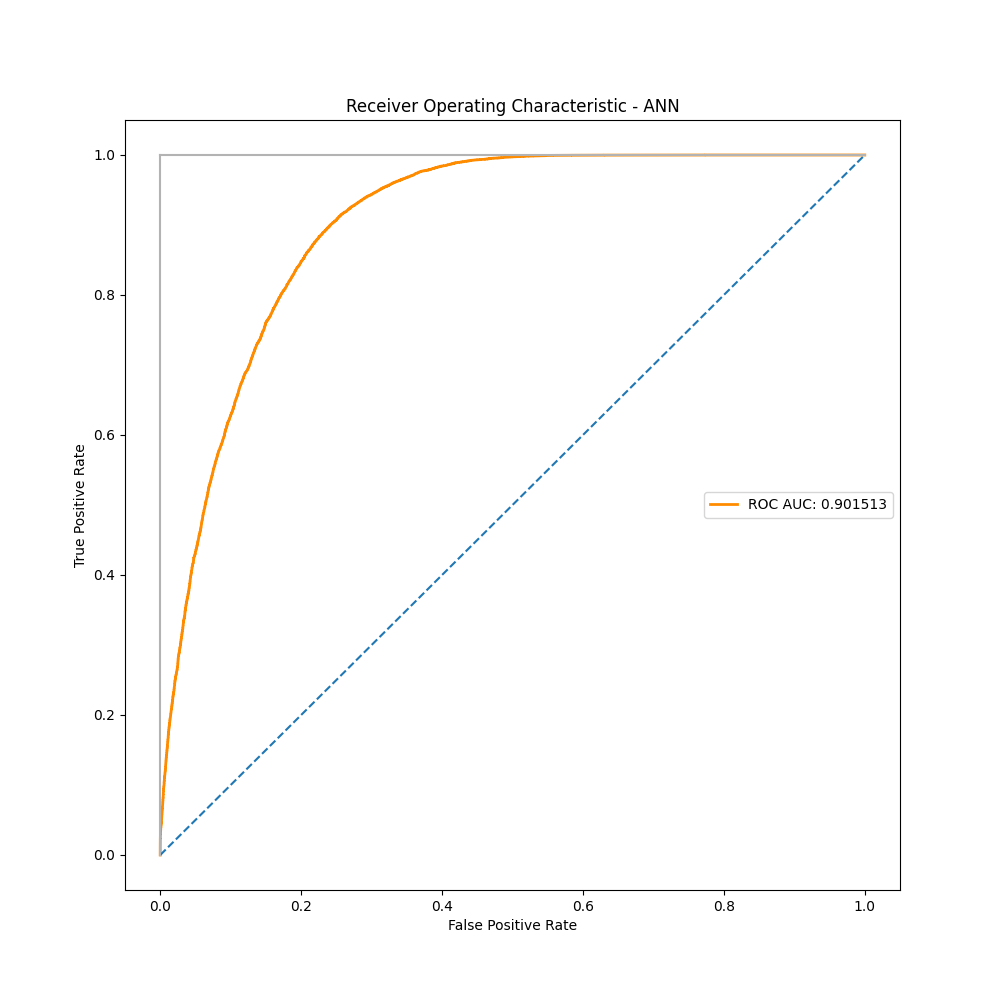 Receiver Operating Characteristic - ANN
1.0
0.8
0.6
0.4
0.2
0.0
True Positive Rate
ROC AUC: 0.901513
0.0 0.2 0.4 0.6 0.8 1.0
False Positive Rate